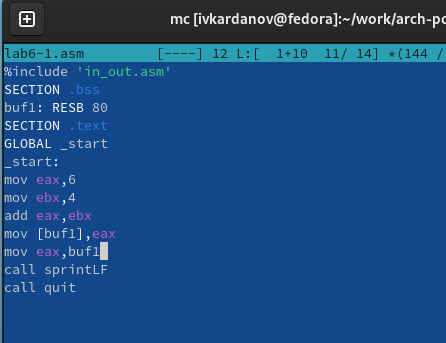 mc [ivkardanov@fedora]:~/work/arch-pc
lab6-1.asm [----] 12 L:[ 1+10 11/ 14] *(144 /
%include 'in_out.asm'
SECTION .bss
buf1: RESB 80
SECTION .text
GLOBAL _start
_start:
mov eax,6
mov ebx,4
add eax,ebx
mov [buf1],eax
mov eax,buf1
call sprintLF
call quit